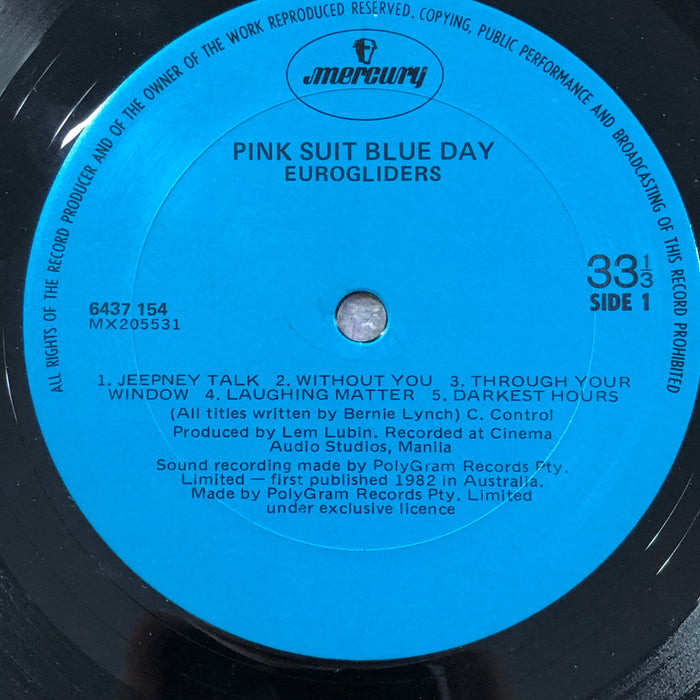 ALL RIGHTS OF THE RECORD PRODUCER AND OF THE OWNER OF THE WORK REPRODUCED RESERVED. COPYING, PUBLIC PERFORMANCE AND BROADCASTING OF THIS RECORD PROHIBITED
mercury
PINK SUIT BLUE DAY
EUROGLIDERS
33 1/3
SIDE 1
6437 154
MX205531
1. JEEPNEY TALK 2. WITHOUT YOU 3. THROUGH YOUR
WINDOW 4. LAUGHING MATTER 5. DARKEST HOURS
(All titles written by Bernie Lynch) C. Control
Produced by Lem Lubin. Recorded at Cinema
Audio Studios, Manila
Sound recording made by PolyGram Records Pty.
Limited — first published 1982 in Australia.
Made by PolyGram Records Pty. Limited
under exclusive licence